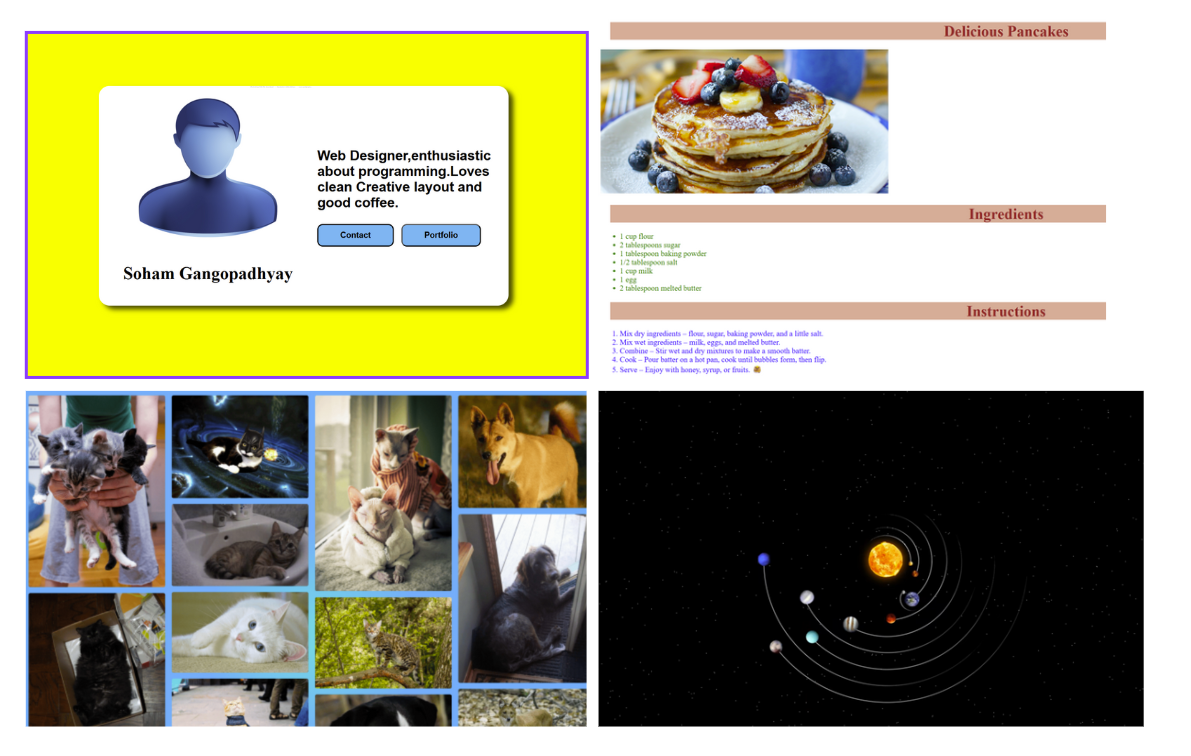 Web Designer,enthusiastic
about programming.Loves
clean Creative layout and
good coffee.
Contact
Portfolio
Soham Gangopadhyay
Delicious Pancakes
Ingredients
1 cup flour
2 tablespoons sugar
1 tablespoon baking powder
1/2 tablespoon salt
1 cup milk
1 egg
2 tablespoon melted butter
Instructions
1. Mix dry ingredients – flour, sugar, baking powder, and a little salt.
2. Mix wet ingredients – milk, eggs, and melted butter.
3. Combine – Stir wet and dry mixtures to make a smooth batter.
4. Cook – Pour batter on a hot pan, cook until bubbles form, then flip.
5. Serve – Enjoy with honey, syrup, or fruits. 🥞